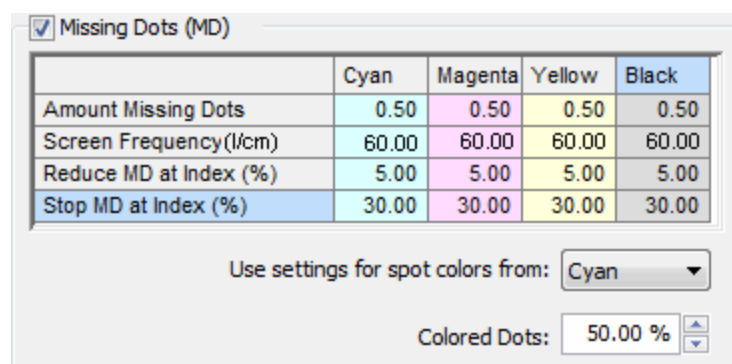 Missing Dots (MD)
Cyan Magenta Yellow Black
Amount Missing Dots 0.50 0.50 0.50 0.50
Screen Frequency(l/cm) 60.00 60.00 60.00 60.00
Reduce MD at Index (%) 5.00 5.00 5.00 5.00
Stop MD at Index (%) 30.00 30.00 30.00 30.00
Use settings for spot colors from: Cyan
Colored Dots: 50.00 %